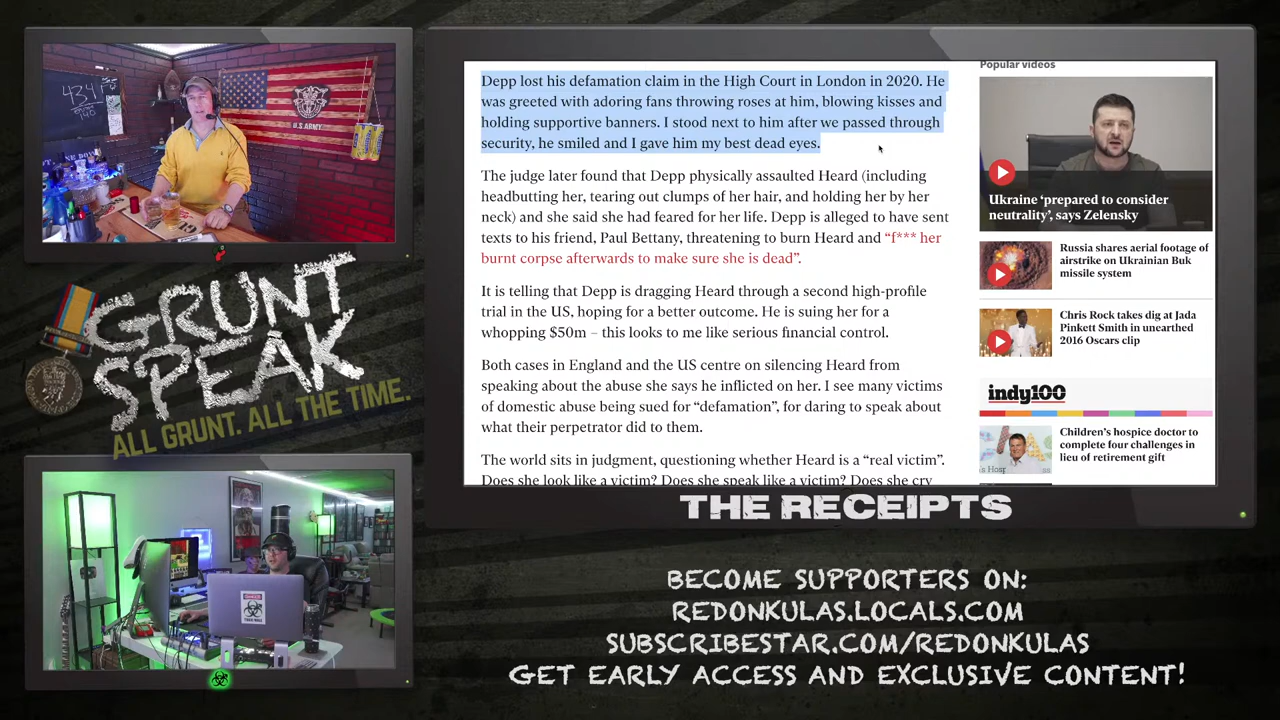 434
U.S. ARMY
GRUNT
SPEAK
ALL GRUNT. ALL THE TIME.
Depp lost his defamation claim in the High Court in London in 2020. He
was greeted with adoring fans throwing roses at him, blowing kisses and
holding supportive banners. I stood next to him after we passed through
security, he smiled and I gave him my best dead eyes.
The judge later found that Depp physically assaulted Heard (including
headbutting her, tearing out clumps of her hair, and holding her by her
neck) and she said she had feared for her life. Depp is alleged to have sent
texts to his friend, Paul Bettany, threatening to burn Heard and “f*** her
burnt corpse afterwards to make sure she is dead”.
It is telling that Depp is dragging Heard through a second high-profile
trial in the US, hoping for a better outcome. He is suing her for a
whopping $50m – this looks to me like serious financial control.
Both cases in England and the US centre on silencing Heard from
speaking about the abuse she says he inflicted on her. I see many victims
of domestic abuse being sued for “defamation”, for daring to speak about
what their perpetrator did to them.
The world sits in judgment, questioning whether Heard is a “real victim”.
Does she look like a victim? Does she speak like a victim? Does she cry
Popular videos
Ukraine ‘prepared to consider
neutrality’, says Zelensky
Russia shares aerial footage of
airstrike on Ukrainian Buk
missile system
Chris Rock takes dig at Jada
Pinkett Smith in unearthed
2016 Oscars clip
indy100
Children’s hospice doctor to
complete four challenges in
lieu of retirement gift
THE RECEIPTS
BECOME SUPPORTERS ON:
REDONKULAS.LOCALS.COM
SUBSCRIBESTAR.COM/REDONKULAS
GET EARLY ACCESS AND EXCLUSIVE CONTENT!